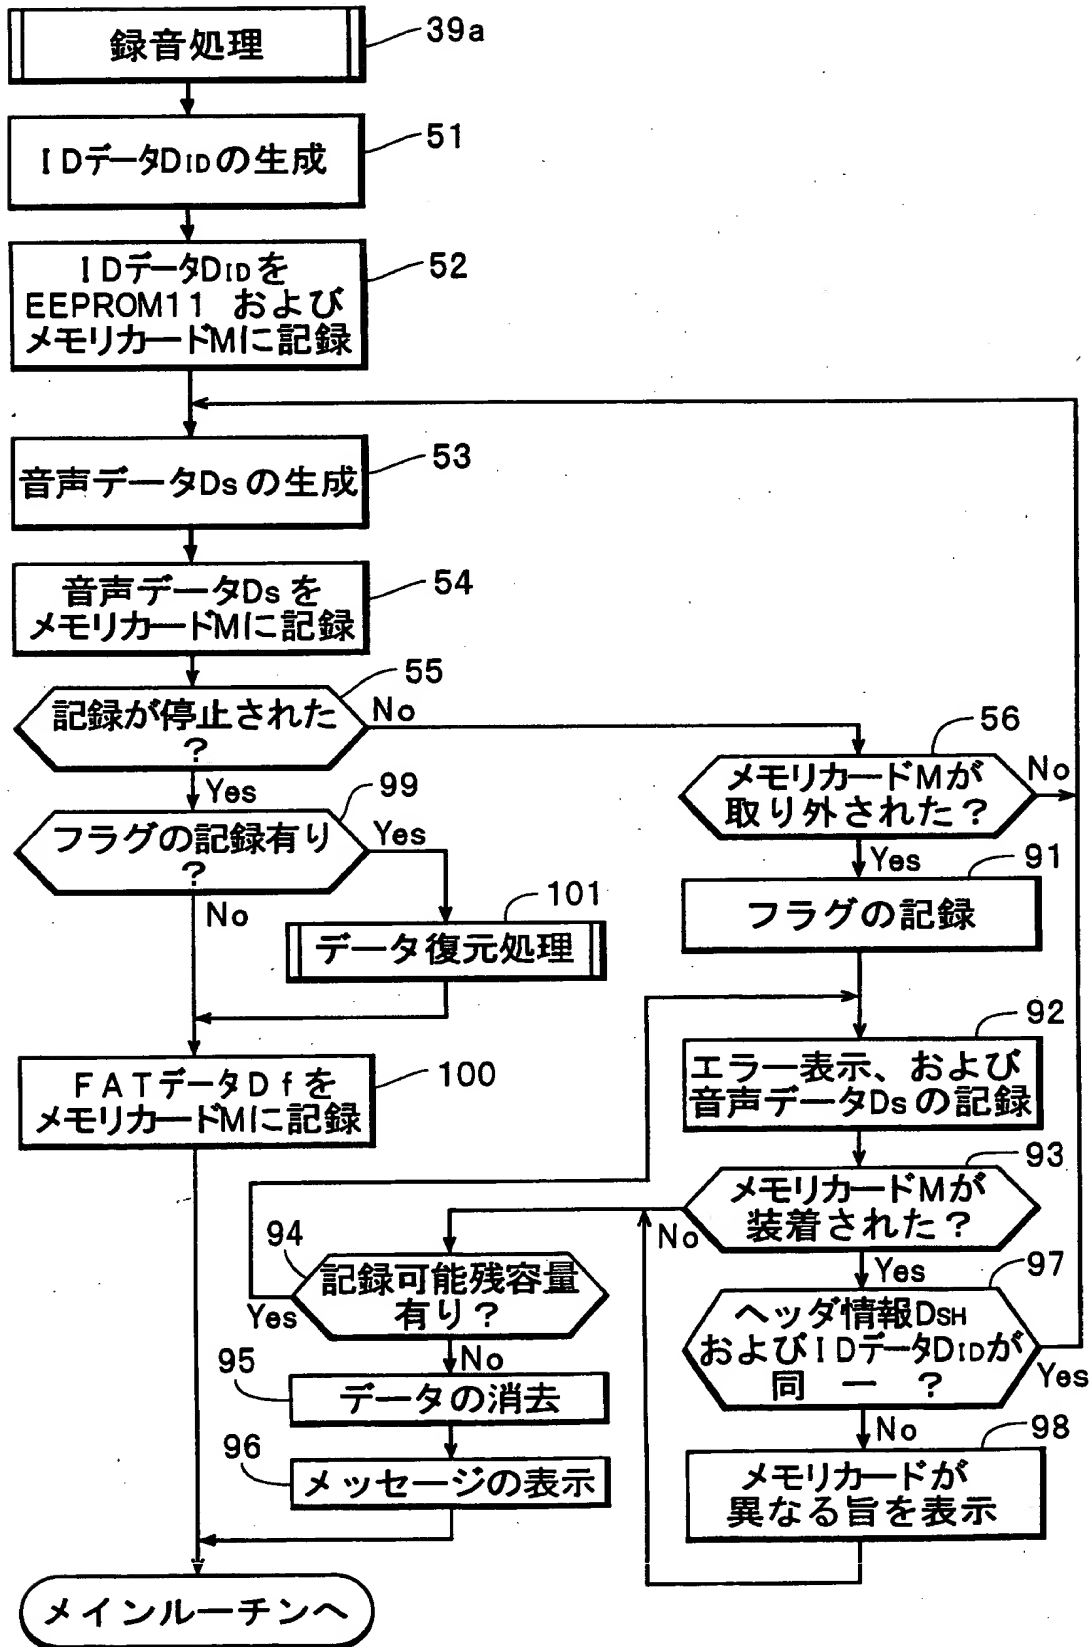 録音処理
39a
IDデータDIDの生成
51
IDデータDIDを
EEPROM11 および
メモリカードMに記録
52
音声データDsの生成
53
音声データDsを
メモリカードMに記録
54
記録が停止された
?
55
No
Yes
メモリカードMが
取り外された?
56
No
Yes
フラグの記録有り
?
99
Yes
No
フラグの記録
91
データ復元処理
101
エラー表示、および
音声データDsの記録
92
FATデータDfを
メモリカードMに記録
100
メモリカードMが
装着された?
93
No
Yes
記録可能残容量
有り?
94
Yes
No
ヘッダ情報DSH
およびIDデータDIDが
同一?
97
Yes
No
データの消去
95
メッセージの表示
96
メモリカードが
異なる旨を表示
98
メインルーチンへ